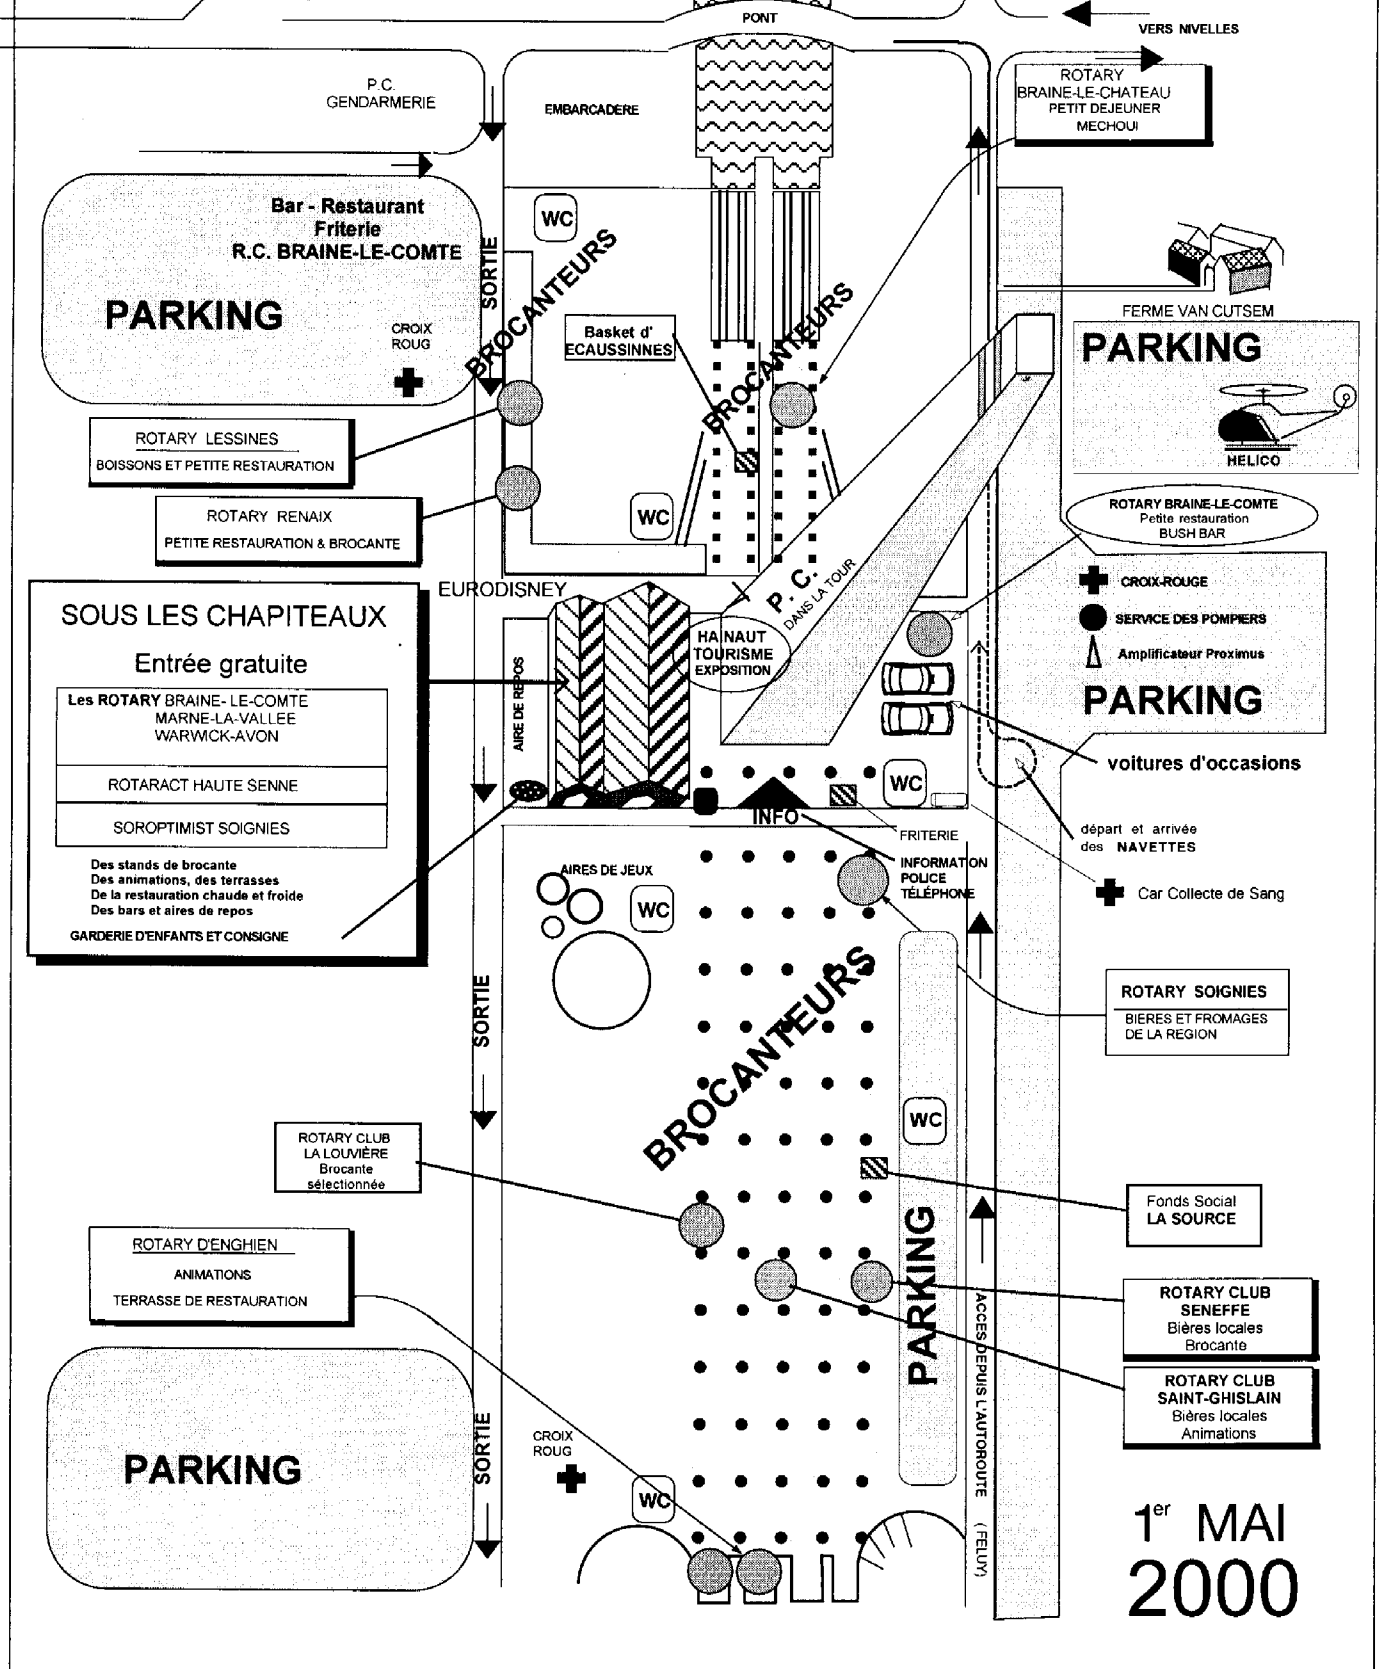 PONT
VERS NIVELLES
P.C.
GENDARMERIE
EMBARCADERE
ROTARY
BRAINE-LE-CHATEAU
PETIT DEJEUNER
MECHOUI
Bar - Restaurant
Friterie
R.C. BRAINE-LE-COMTE
PARKING
CROIX
ROUG
SORTIE
WC
BROCANTEURS
Basket d'
ECAUSSINNES
BROCANTEURS
FERME VAN CUTSEM
PARKING
HELICO
ROTARY LESSINES
BOISSONS ET PETITE RESTAURATION
ROTARY RENAIX
PETITE RESTAURATION & BROCANTE
WC
ROTARY BRAINE-LE-COMTE
Petite restauration
BUSH BAR
CROIX-ROUGE
SERVICE DES POMPIERS
Amplificateur Proximus
PARKING
EURODISNEY
P. C.
DANS LA TOUR
HAINAUT
TOURISME
EXPOSITION
AIRE DE REPOS
SOUS LES CHAPITEAUX
Entrée gratuite
Les ROTARY BRAINE- LE-COMTE
MARNE-LA-VALLEE
WARWICK-AVON
ROTARACT HAUTE SENNE
SOROPTIMIST SOIGNIES
Des stands de brocante
Des animations, des terrasses
De la restauration chaude et froide
Des bars et aires de repos
GARDERIE D'ENFANTS ET CONSIGNE
voitures d'occasions
WC
INFO
FRITERIE
départ et arrivée
des NAVETTES
INFORMATION
POLICE
TÉLÉPHONE
Car Collecte de Sang
AIRES DE JEUX
WC
SORTIE
BROCANTEURS
ROTARY SOIGNIES
BIERES ET FROMAGES
DE LA REGION
WC
ROTARY CLUB
LA LOUVIÈRE
Brocante
sélectionnée
Fonds Social
LA SOURCE
PARKING
ROTARY D'ENGHIEN
ANIMATIONS
TERRASSE DE RESTAURATION
ROTARY CLUB
SENEFFE
Bières locales
Brocante
ACCES DEPUIS L'AUTOROUTE (FELUY)
ROTARY CLUB
SAINT-GHISLAIN
Bières locales
Animations
PARKING
SORTIE
CROIX
ROUG
WC
1er MAI
2000